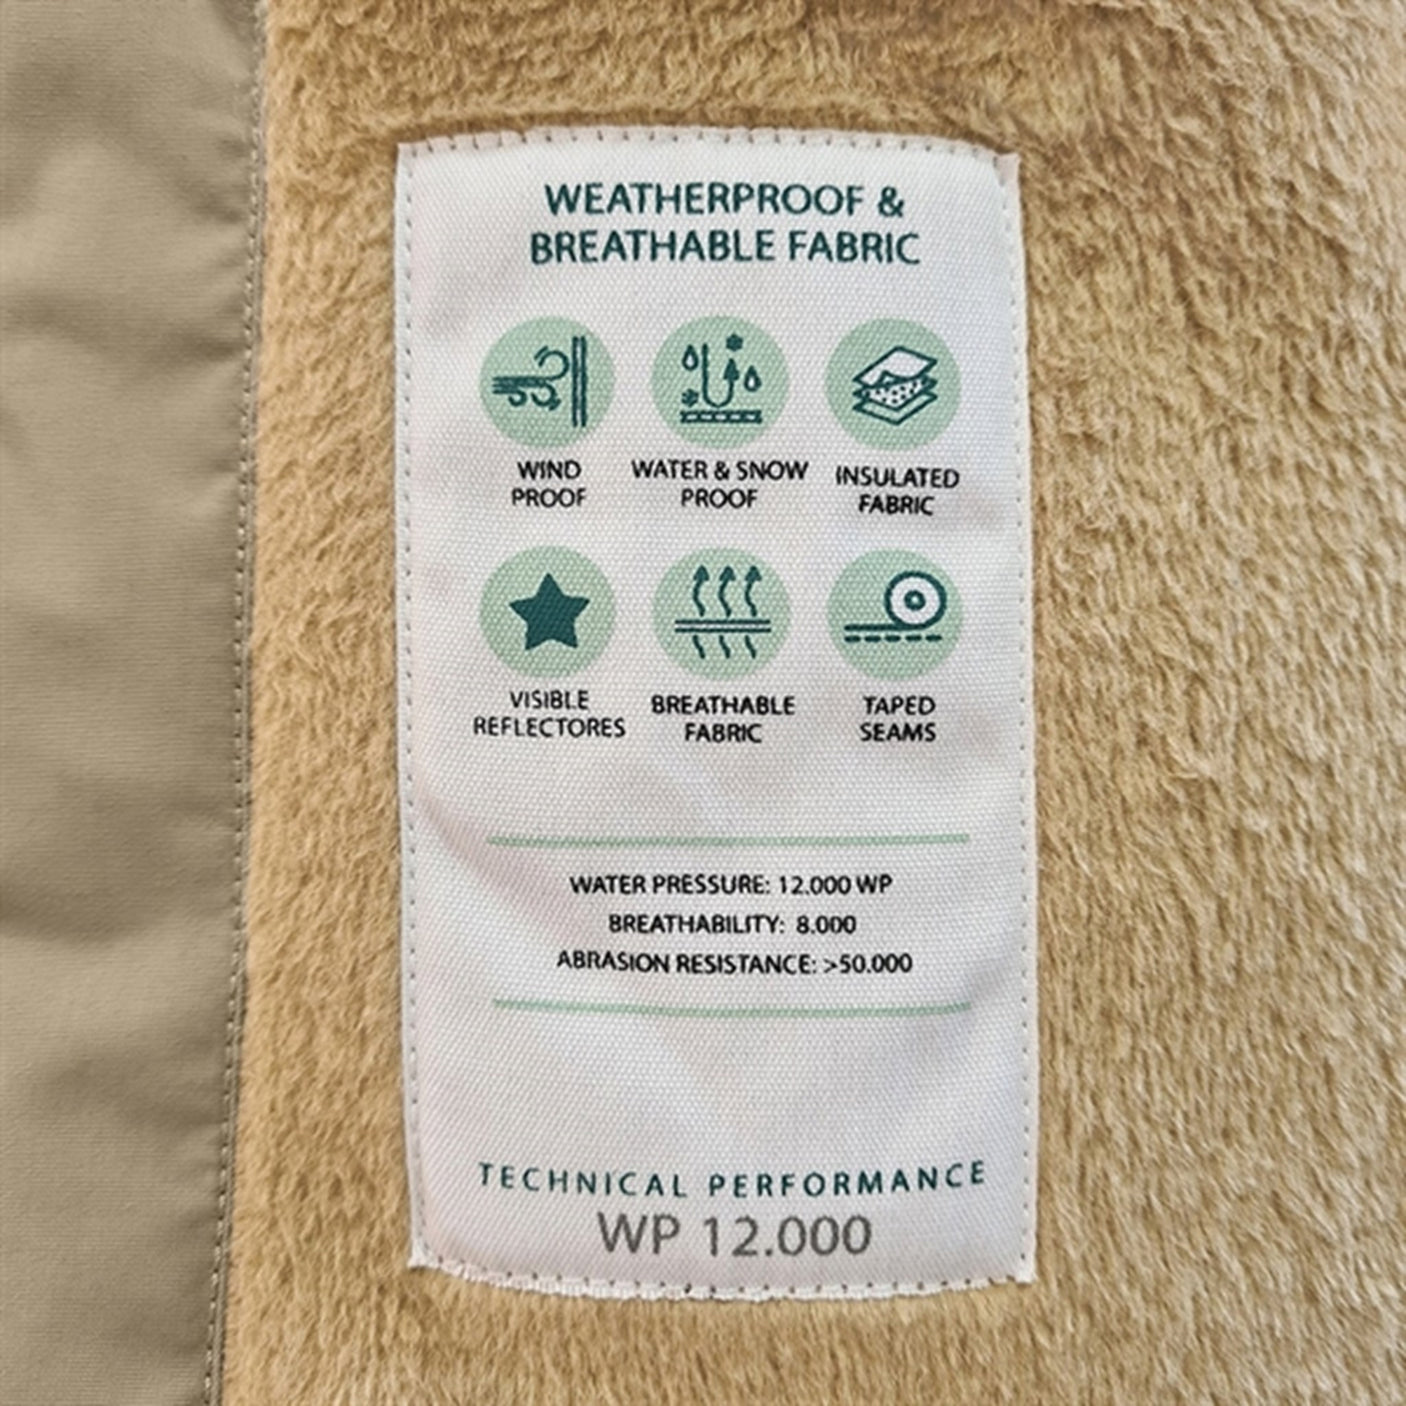 WEATHERPROOF &
BREATHABLE FABRIC
WIND
PROOF
WATER & SNOW
PROOF
INSULATED
FABRIC
VISIBLE
REFLECTORES
BREATHABLE
FABRIC
TAPED
SEAMS
WATER PRESSURE: 12.000 WP
BREATHABILITY: 8.000
ABRASION RESISTANCE: >50.000
TECHNICAL PERFORMANCE
WP 12.000